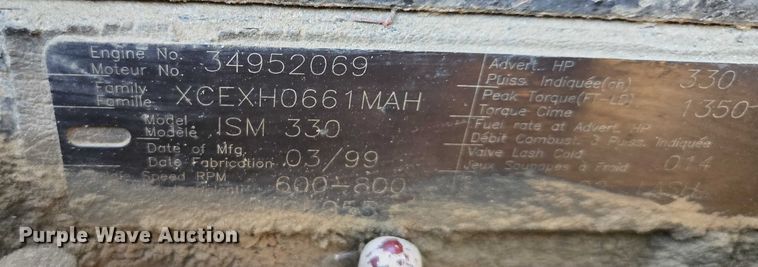 Engine No.
Moteur No. 34952069
Family
Famille XCEXH0661MAH
Model
Modèle ISM 330
Date of Mfg.
Date Fabrication 03/99
Speed RPM 600-800
Advert. HP
Puiss. Indiquée(ch) 330
Peak Torque(FT-LB)
Torque Cime 1350
Fuel rate at Advert. HP
Débit Combust. à Puiss. Indiquée
Valve Lash Cold
Jeux Soupapes à Froid .014
Purple Wave Auction